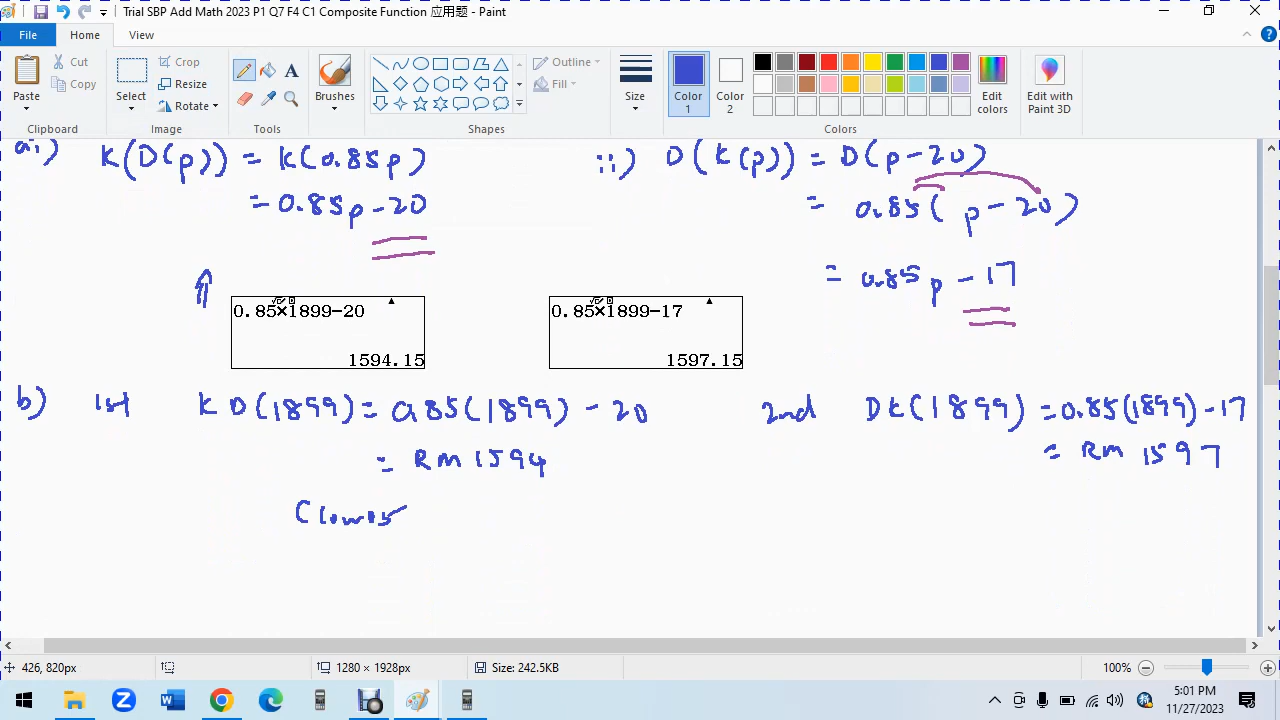 Trial SBP Add Math 2023 P1 Q7 F4 C1 Composite Function 应用题 - Paint
File Home View
Paste Cut Copy
Clipboard
Select Crop Resize Rotate
Image
A
Tools
Brushes
Shapes
Outline
Fill
Size
Color 1
Color 2
Edit colors
Colors
Edit with Paint 3D
100%
ai) K(D(p)) = K(0.85p)
= 0.85p - 20
ii) D(K(p)) = D(p-20)
= 0.85(p-20)
= 0.85p - 17
0.85×1899-20
1594.15
0.85×1899-17
1597.15
b) 1st KD(1899) = 0.85(1899) - 20
= RM 1594
(lowes
2nd DK(1899) = 0.85(1899) - 17
= RM 1597
426, 820px
1280 × 1928px
Size: 242.5KB
5:01 PM
11/27/2023